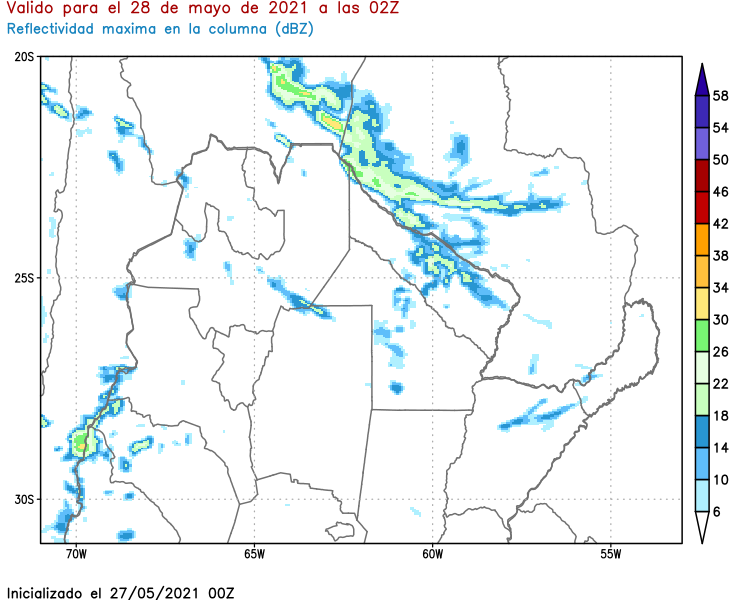 Valido para el 28 de mayo de 2021 a las 02Z
Reflectividad maxima en la columna (dBZ)
20S
25S
30S
70W 65W 60W 55W
58
54
50
46
42
38
34
30
26
22
18
14
10
6
Inicializado el 27/05/2021 00Z